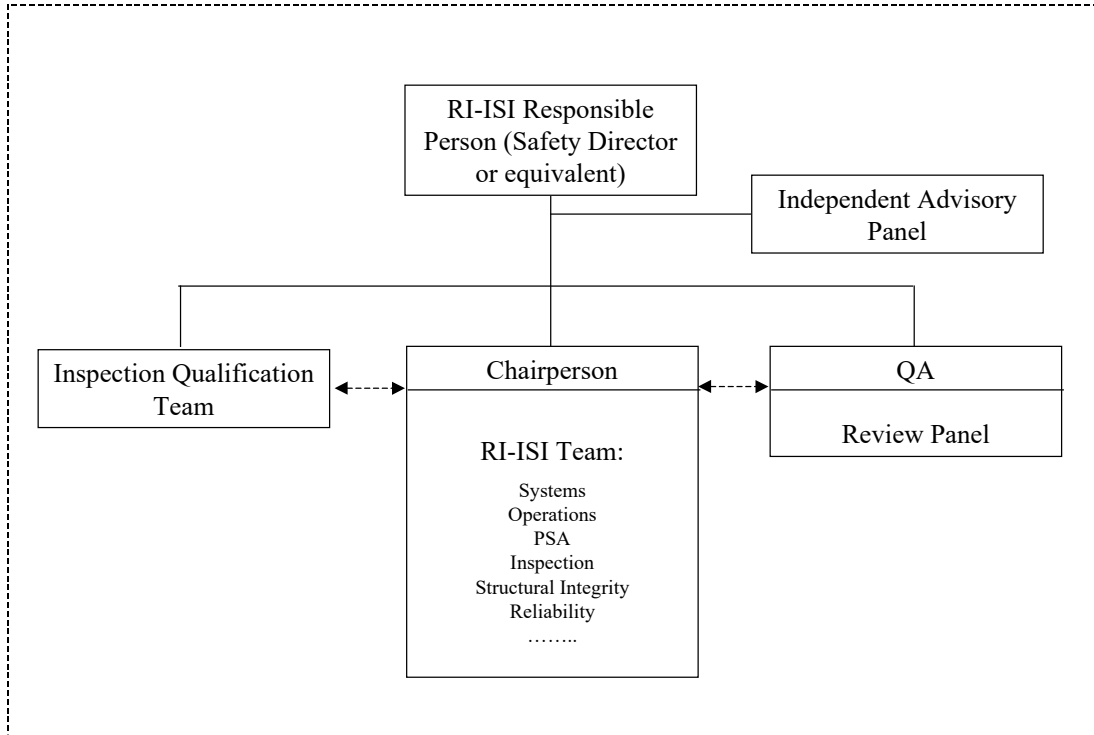 RI-ISI Responsible
Person (Safety Director
or equivalent)
Independent Advisory
Panel
Inspection Qualification
Team
Chairperson
RI-ISI Team:
Systems
Operations
PSA
Inspection
Structural Integrity
Reliability
……..
QA
Review Panel